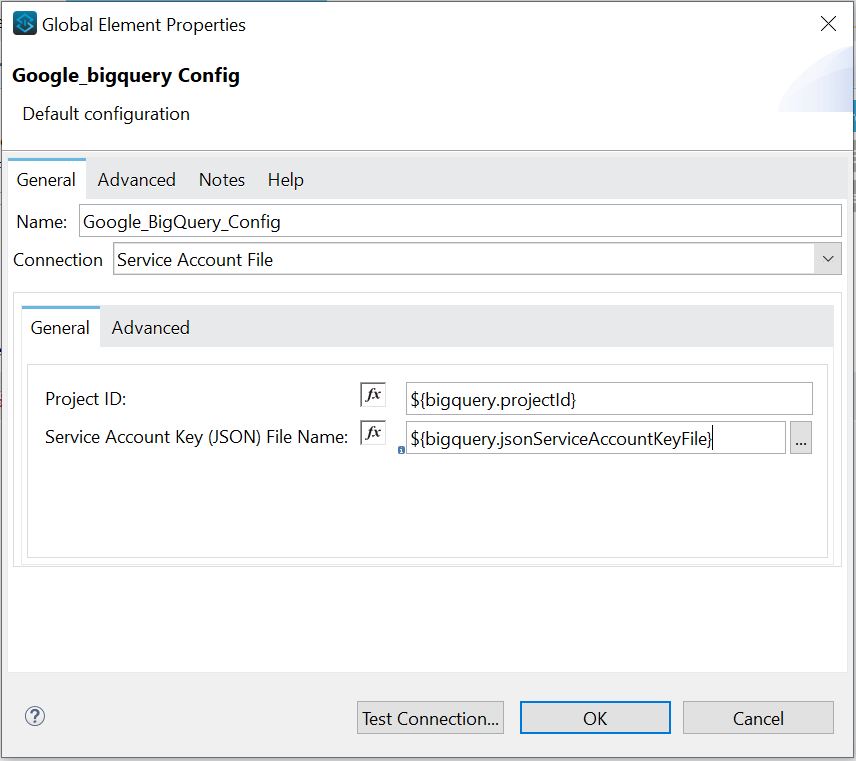 Global Element Properties
Google_bigquery Config
Default configuration
General Advanced Notes Help
Name: Google_BigQuery_Config
Connection Service Account File
General Advanced
Project ID: fx ${bigquery.projectId}
Service Account Key (JSON) File Name: fx ${bigquery.jsonServiceAccountKeyFile} ...
Test Connection... OK Cancel